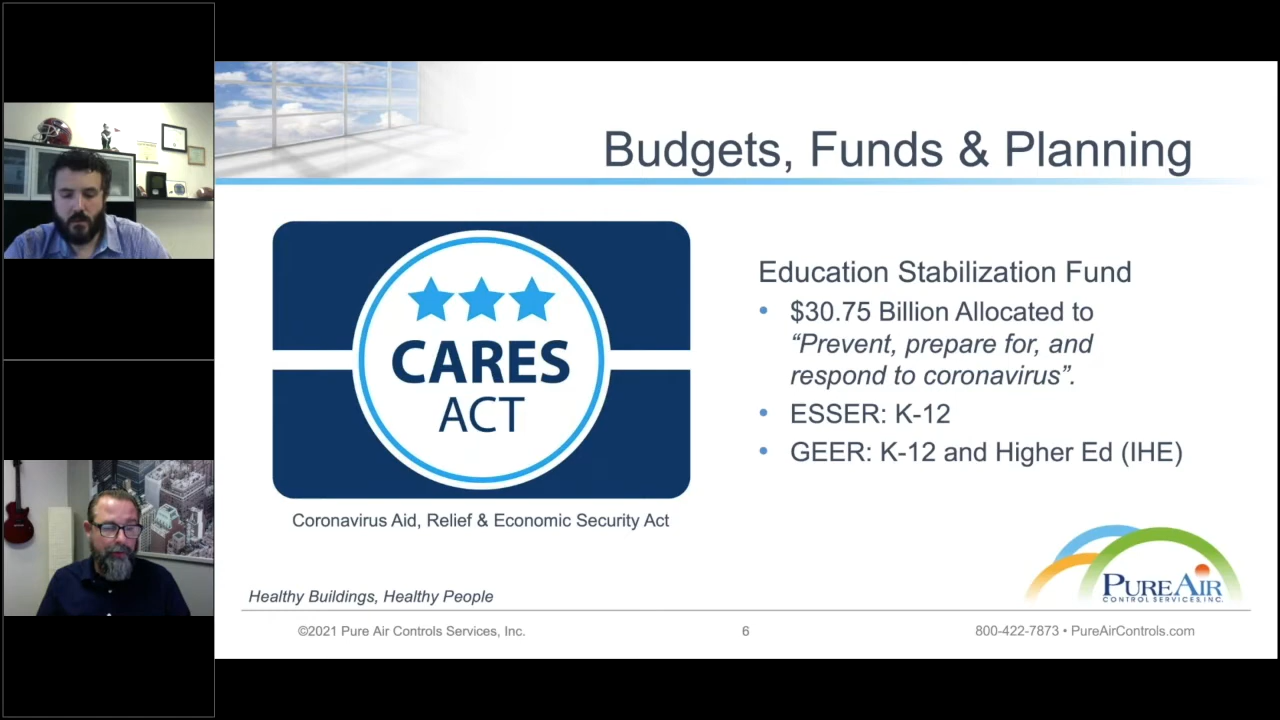 Budgets, Funds & Planning
CARES
ACT
Coronavirus Aid, Relief & Economic Security Act
Education Stabilization Fund
• $30.75 Billion Allocated to
“Prevent, prepare for, and
respond to coronavirus”.
• ESSER: K-12
• GEER: K-12 and Higher Ed (IHE)
PUREAIR
CONTROL SERVICES, INC.
Healthy Buildings, Healthy People
©2021 Pure Air Controls Services, Inc.
6
800-422-7873 • PureAirControls.com